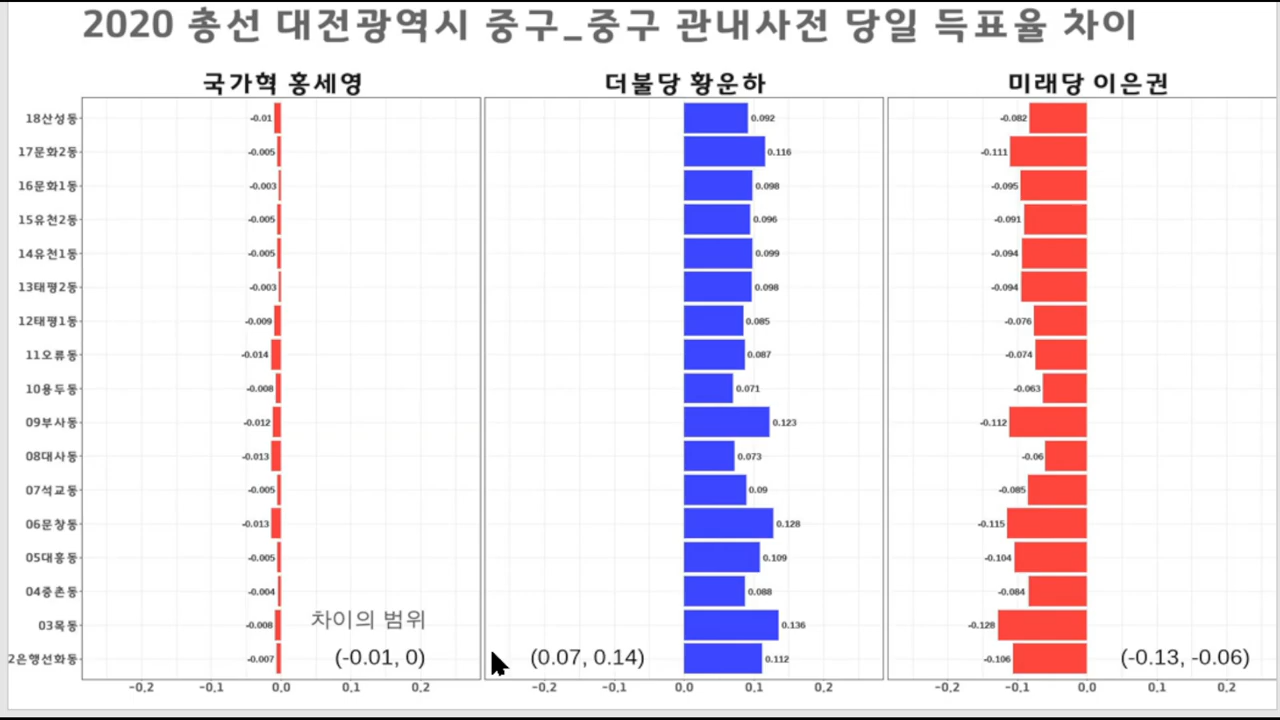 2020 총선 대전광역시 중구_중구 관내사전 당일 득표율 차이
국가혁 홍세영 더불당 황운하 미래당 이은권
18산성동 -0.01 0.092 -0.082
17문화2동 -0.005 0.116 -0.111
16문화1동 -0.003 0.098 -0.095
15유천2동 -0.005 0.096 -0.091
14유천1동 -0.005 0.099 -0.094
13태평2동 -0.003 0.098 -0.094
12태평1동 -0.009 0.085 -0.076
11오류동 -0.014 0.087 -0.074
10용두동 -0.008 0.071 -0.063
09부사동 -0.012 0.123 -0.112
08대사동 -0.013 0.073 -0.06
07석교동 -0.005 0.09 -0.085
06문창동 -0.013 0.128 -0.115
05대흥동 -0.005 0.109 -0.104
04중촌동 -0.004 0.088 -0.084
03목동 -0.008 차이의 범위 0.136 -0.128
2은행선화동 -0.007 (-0.01, 0) (0.07, 0.14) 0.112 -0.106 (-0.13, -0.06)
-0.2 -0.1 0.0 0.1 0.2 -0.2 -0.1 0.0 0.1 0.2 -0.2 -0.1 0.0 0.1 0.2